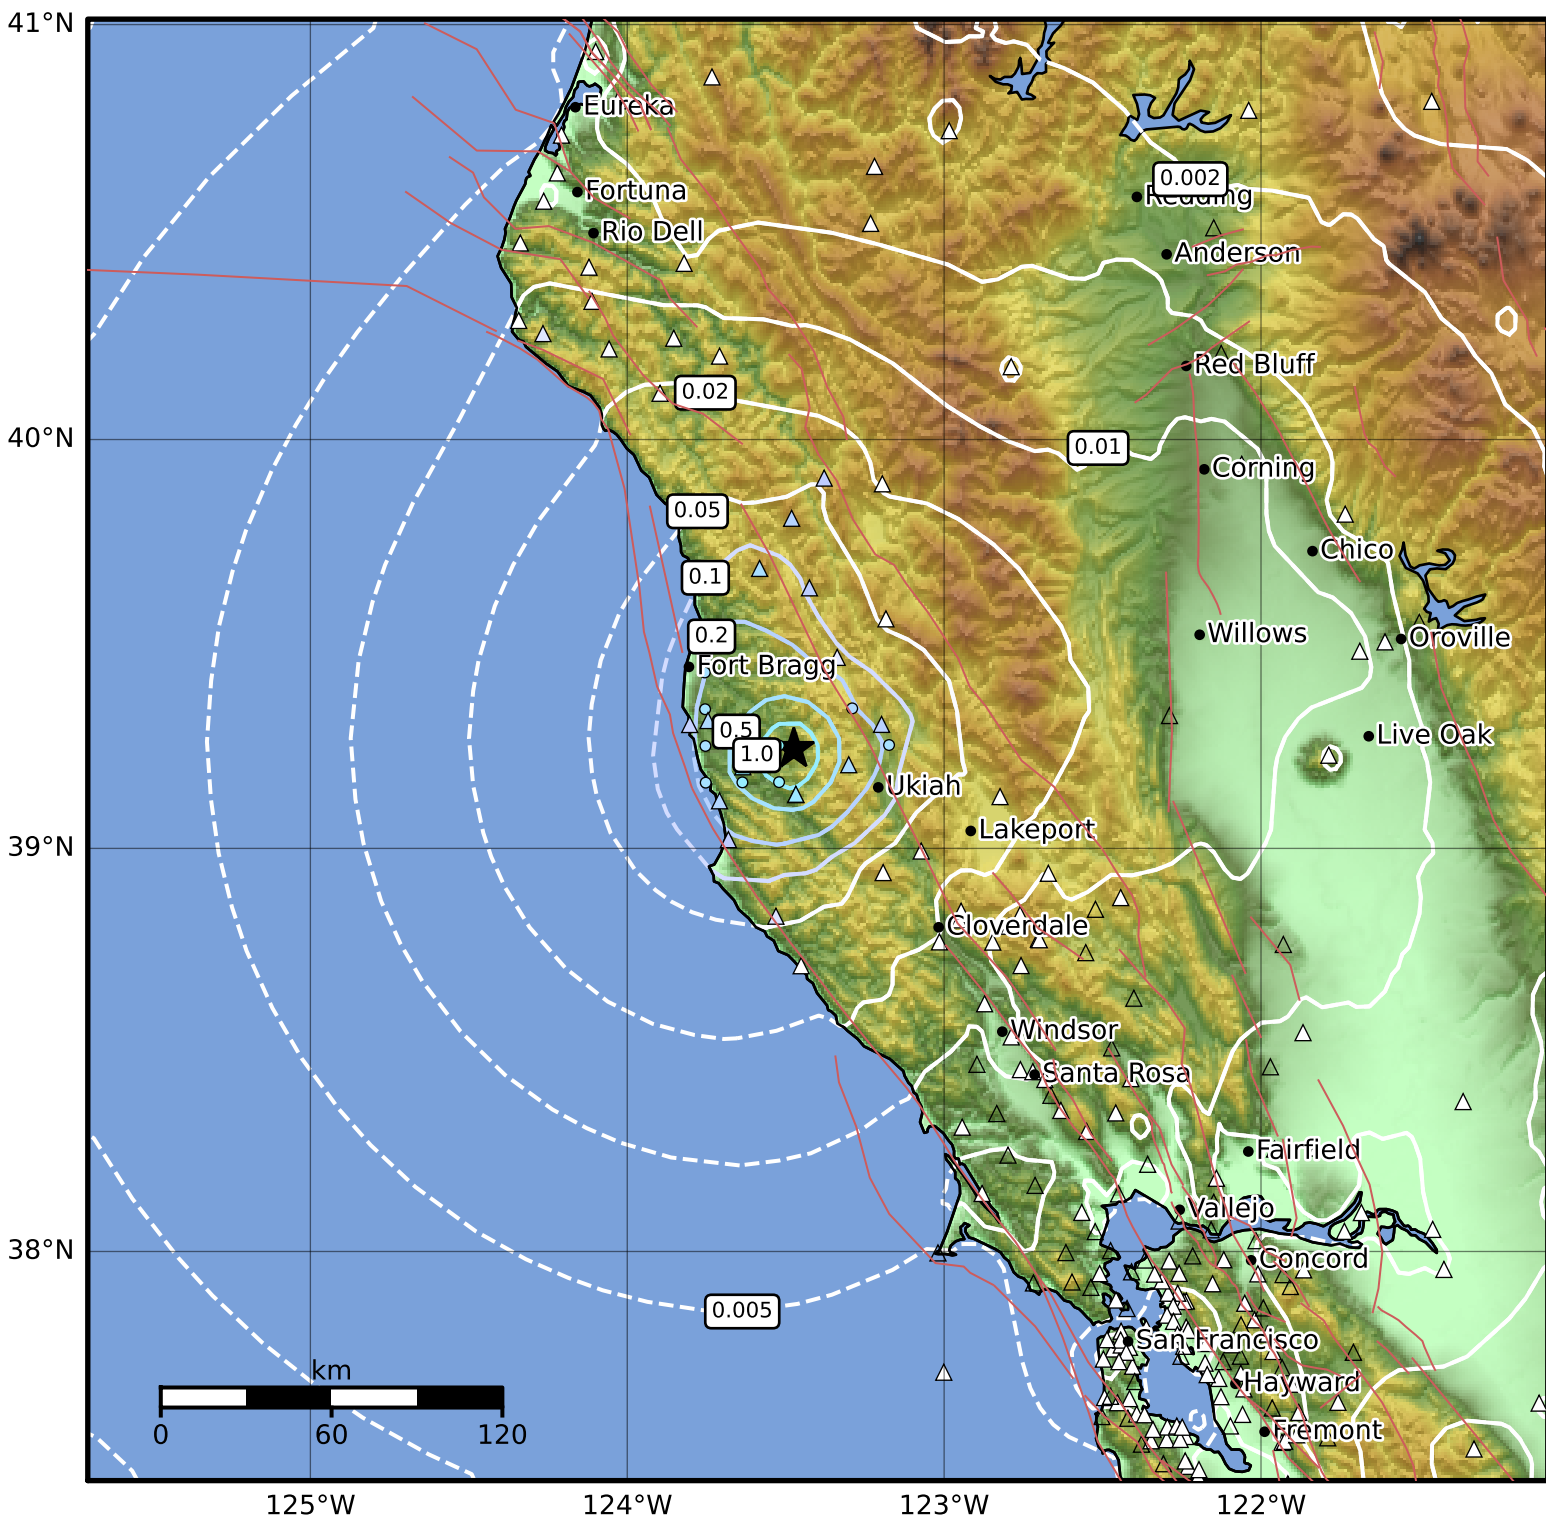 41°N
Eureka
0.002
Redding
Fortuna
Rio Dell
Anderson
Red Bluff
0.02
40°N
0.01
Corning
0.05
Chico
0.1
0.2
Willows
Oroville
Fort Bragg
0.5
Live Oak
1.0
Ukiah
Lakeport
39°N
Cloverdale
Windsor
Santa Rosa
Fairfield
Vallejo
38°N
Concord
0.005
San Francisco
km
Hayward
Fremont
0 60 120
125°W 124°W 123°W 122°W